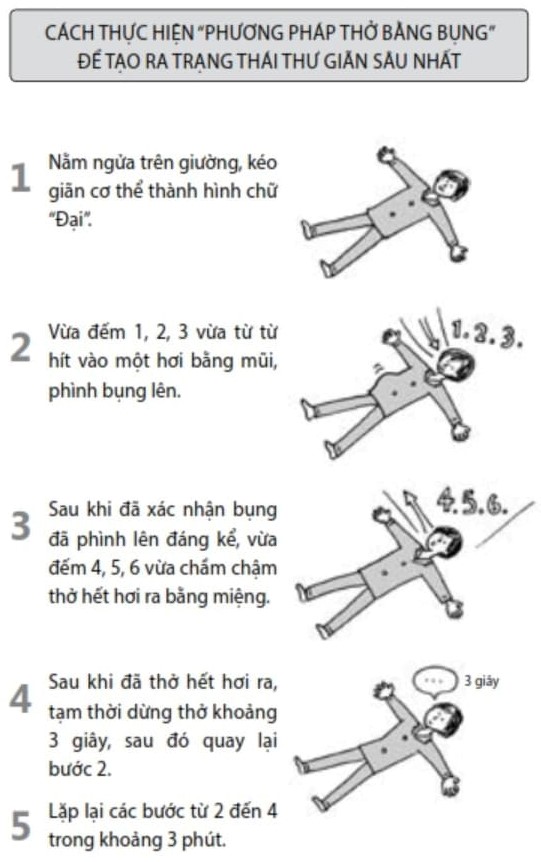 CÁCH THỰC HIỆN “PHƯƠNG PHÁP THỞ BẰNG BỤNG”
ĐỂ TẠO RA TRẠNG THÁI THƯ GIÃN SÂU NHẤT
1
Nằm ngửa trên giường, kéo
giãn cơ thể thành hình chữ
“Đại”.
2
Vừa đếm 1, 2, 3 vừa từ từ
hít vào một hơi bằng mũi,
phình bụng lên.
1.2.3.
3
Sau khi đã xác nhận bụng
đã phình lên đáng kể, vừa
đếm 4, 5, 6 vừa chầm chậm
thở hết hơi ra bằng miệng.
4.5.6.
4
Sau khi đã thở hết hơi ra,
tạm thời dừng thở khoảng
3 giây, sau đó quay lại
bước 2.
...
3 giây
5
Lặp lại các bước từ 2 đến 4
trong khoảng 3 phút.